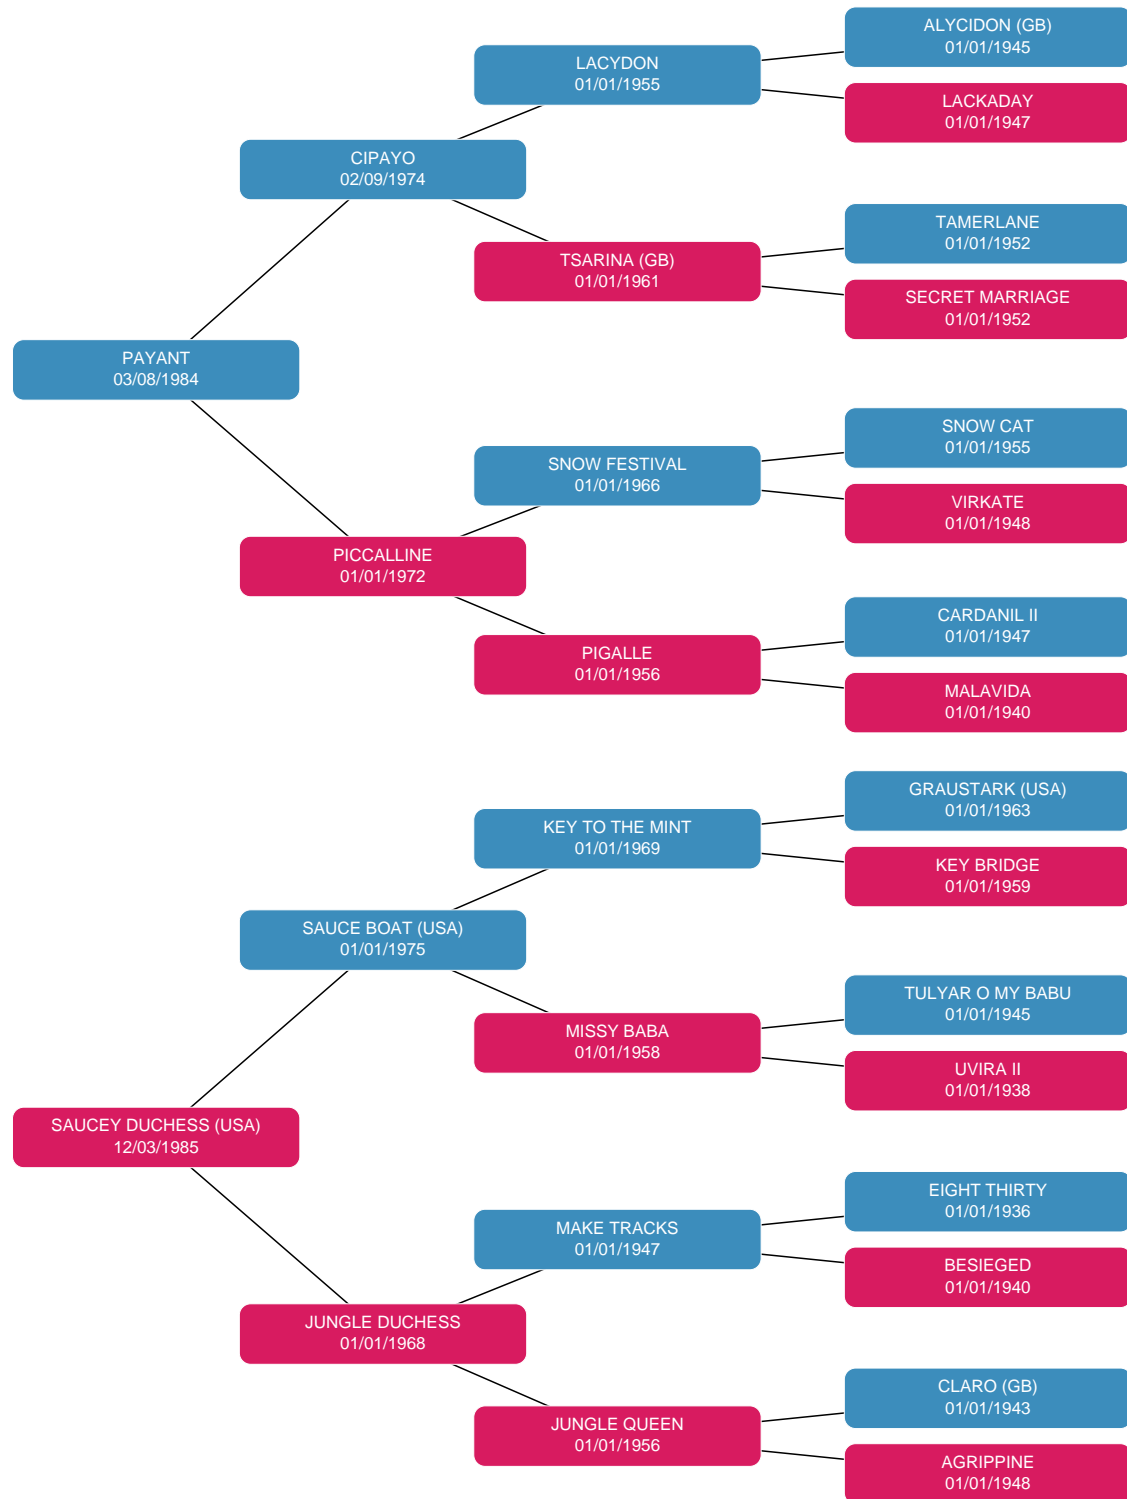 ALYCIDON (GB)
01/01/1945
LACYDON
01/01/1955
LACKADAY
01/01/1947
CIPAYO
02/09/1974
TAMERLANE
01/01/1952
TSARINA (GB)
01/01/1961
SECRET MARRIAGE
01/01/1952
PAYANT
03/08/1984
SNOW CAT
01/01/1955
SNOW FESTIVAL
01/01/1966
VIRKATE
01/01/1948
PICCALLINE
01/01/1972
CARDANIL II
01/01/1947
PIGALLE
01/01/1956
MALAVIDA
01/01/1940
GRAUSTARK (USA)
01/01/1963
KEY TO THE MINT
01/01/1969
KEY BRIDGE
01/01/1959
SAUCE BOAT (USA)
01/01/1975
TULYAR O MY BABU
01/01/1945
MISSY BABA
01/01/1958
UVIRA II
01/01/1938
SAUCEY DUCHESS (USA)
12/03/1985
EIGHT THIRTY
01/01/1936
MAKE TRACKS
01/01/1947
BESIEGED
01/01/1940
JUNGLE DUCHESS
01/01/1968
CLARO (GB)
01/01/1943
JUNGLE QUEEN
01/01/1956
AGRIPPINE
01/01/1948